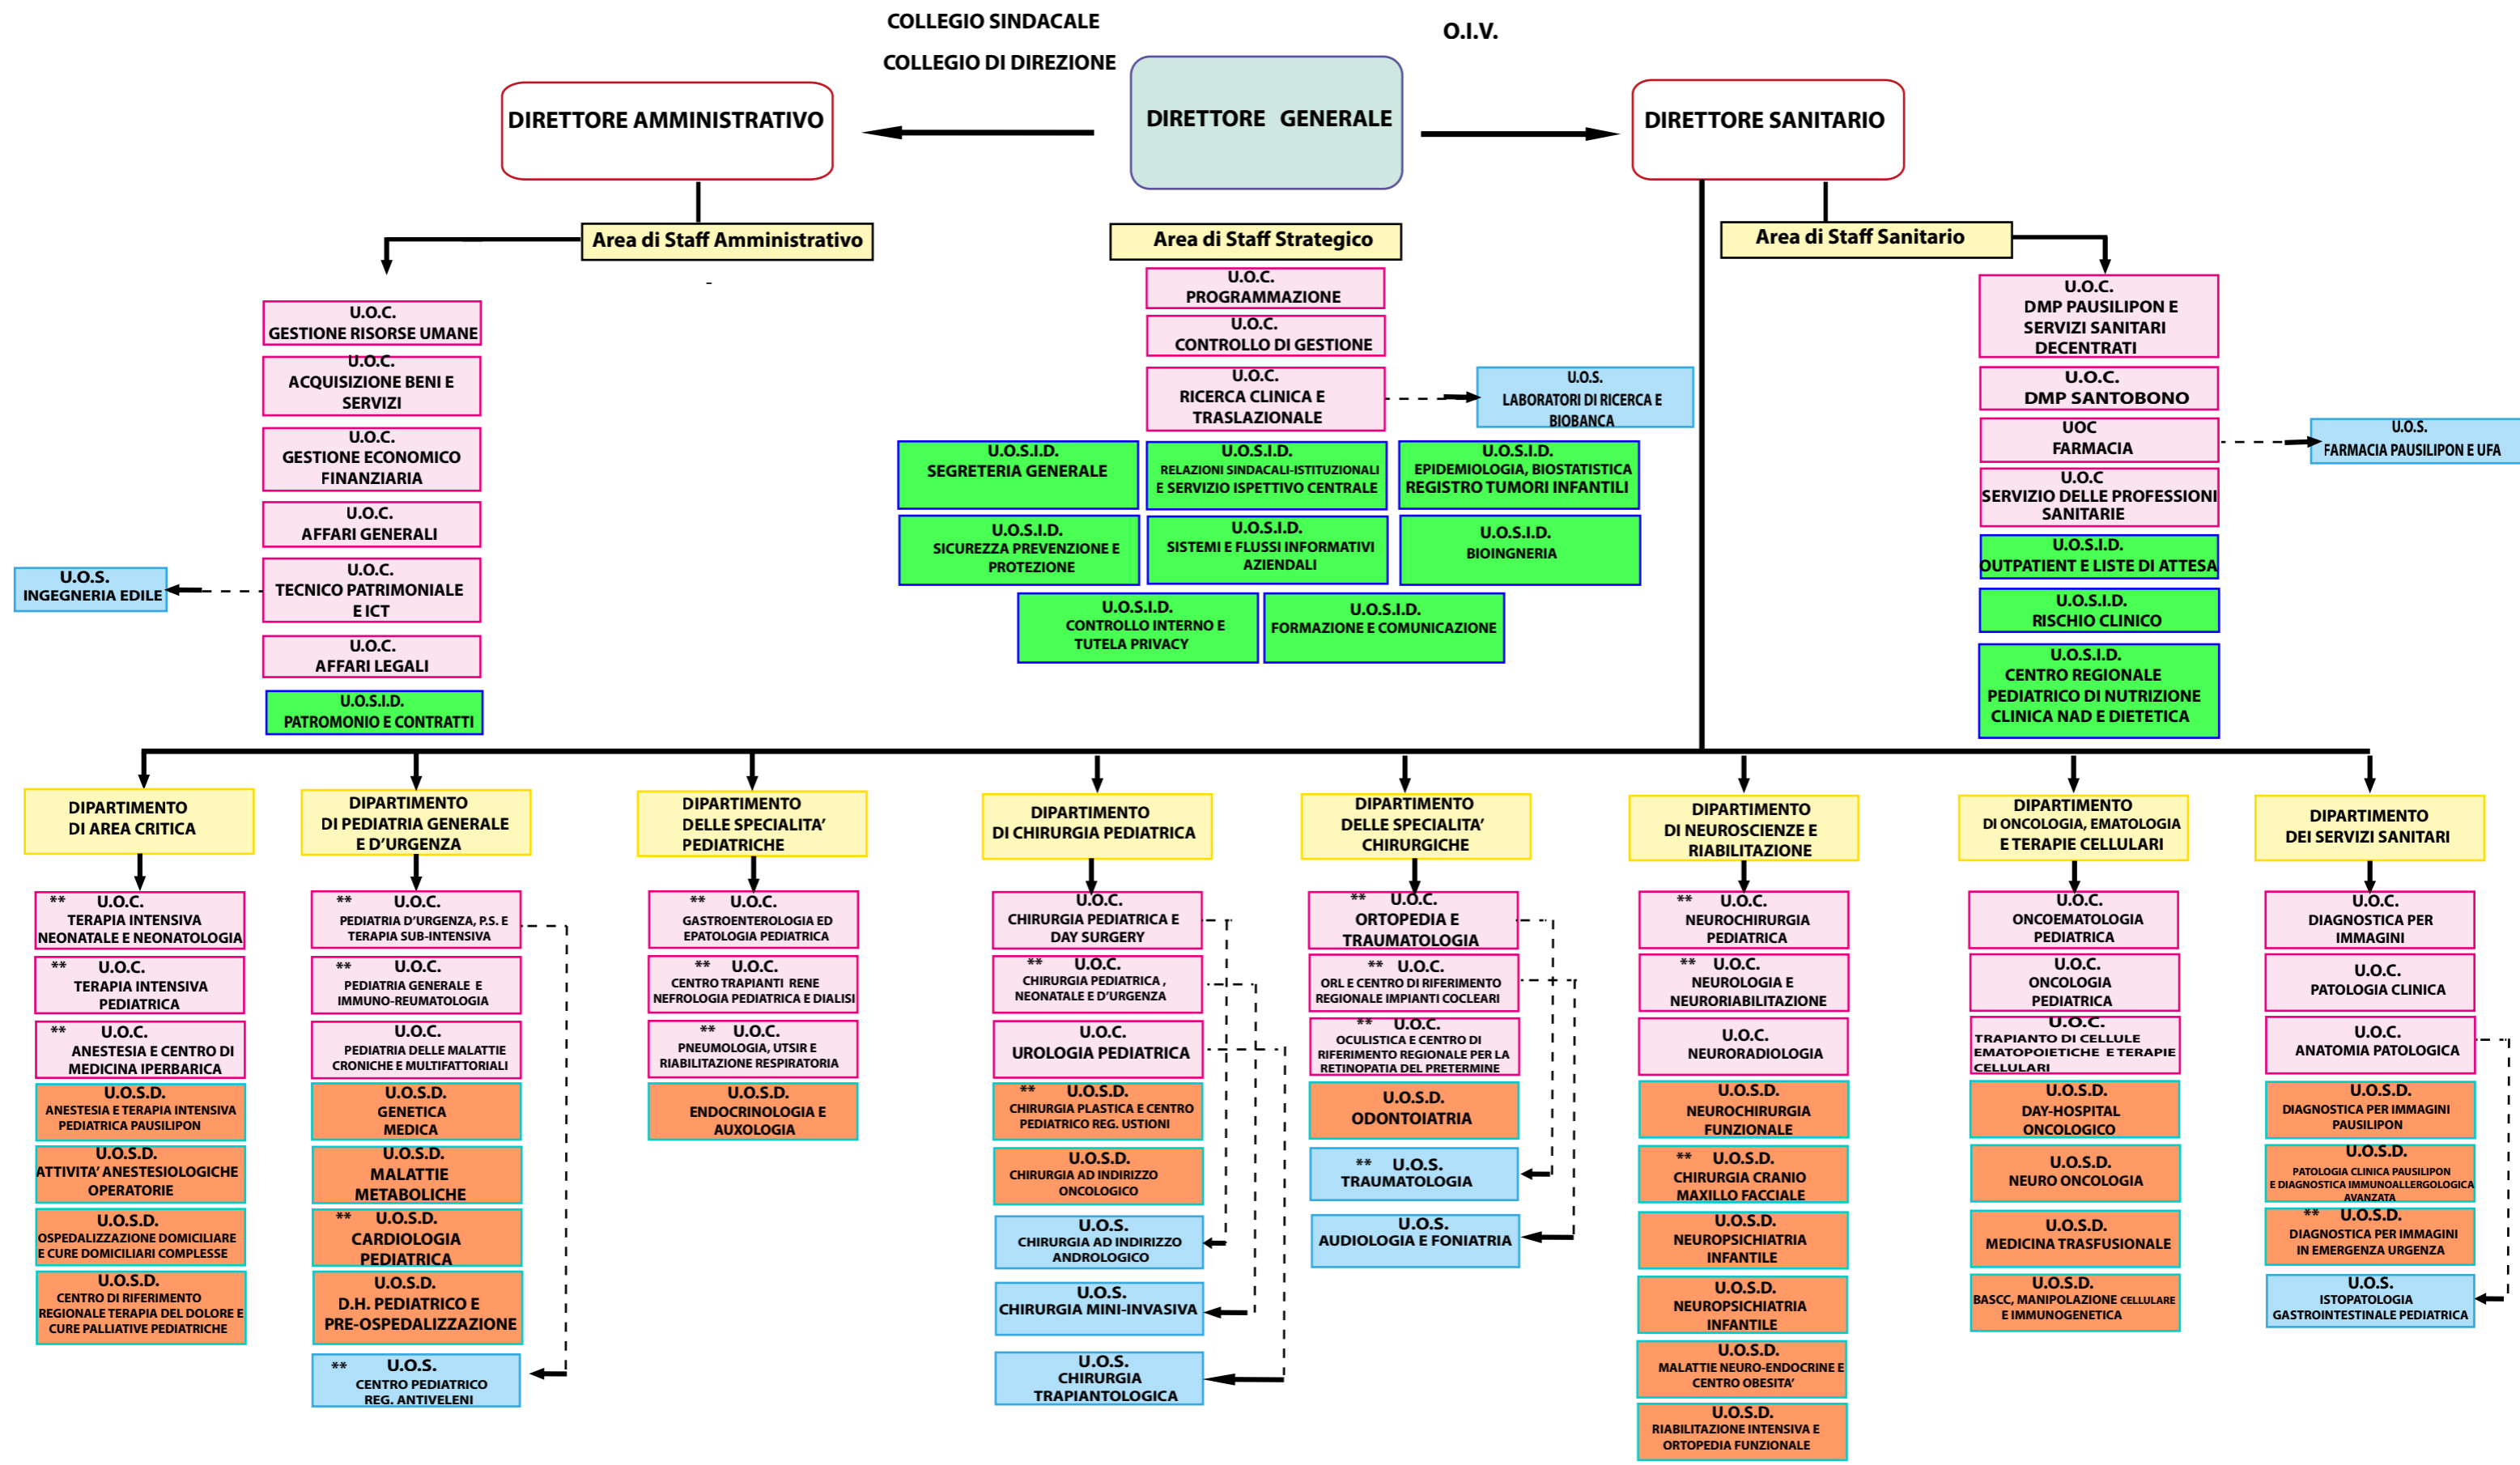 COLLEGIO SINDACALE
O.I.V.
COLLEGIO DI DIREZIONE
DIRETTORE AMMINISTRATIVO
DIRETTORE GENERALE
DIRETTORE SANITARIO
Area di Staff Amministrativo
-
U.O.C.
GESTIONE RISORSE UMANE
U.O.C.
ACQUISIZIONE BENI E
SERVIZI
U.O.C.
GESTIONE ECONOMICO
FINANZIARIA
U.O.C.
AFFARI GENERALI
U.O.C.
TECNICO PATRIMONIALE
E ICT
U.O.S.
INGEGNERIA EDILE
U.O.C.
AFFARI LEGALI
U.O.S.I.D.
PATROMONIO E CONTRATTI
Area di Staff Strategico
U.O.C.
PROGRAMMAZIONE
U.O.C.
CONTROLLO DI GESTIONE
U.O.C.
RICERCA CLINICA E
TRASLAZIONALE
U.O.S.
LABORATORI DI RICERCA E
BIOBANCA
U.O.S.I.D.
SEGRETERIA GENERALE
U.O.S.I.D.
RELAZIONI SINDACALI-ISTITUZIONALI
E SERVIZIO ISPETTIVO CENTRALE
U.O.S.I.D.
EPIDEMIOLOGIA, BIOSTATISTICA
REGISTRO TUMORI INFANTILI
U.O.S.I.D.
SICUREZZA PREVENZIONE E
PROTEZIONE
U.O.S.I.D.
SISTEMI E FLUSSI INFORMATIVI
AZIENDALI
U.O.S.I.D.
BIOINGNERIA
U.O.S.I.D.
CONTROLLO INTERNO E
TUTELA PRIVACY
U.O.S.I.D.
FORMAZIONE E COMUNICAZIONE
Area di Staff Sanitario
U.O.C.
DMP PAUSILIPON E
SERVIZI SANITARI
DECENTRATI
U.O.C.
DMP SANTOBONO
UOC
FARMACIA
U.O.S.
FARMACIA PAUSILIPON E UFA
U.O.C
SERVIZIO DELLE PROFESSIONI
SANITARIE
U.O.S.I.D.
OUTPATIENT E LISTE DI ATTESA
U.O.S.I.D.
RISCHIO CLINICO
U.O.S.I.D.
CENTRO REGIONALE
PEDIATRICO DI NUTRIZIONE
CLINICA NAD E DIETETICA
DIPARTIMENTO
DI AREA CRITICA
** U.O.C.
TERAPIA INTENSIVA
NEONATALE E NEONATOLOGIA
** U.O.C.
TERAPIA INTENSIVA
PEDIATRICA
** U.O.C.
ANESTESIA E CENTRO DI
MEDICINA IPERBARICA
U.O.S.D.
ANESTESIA E TERAPIA INTENSIVA
PEDIATRICA PAUSILIPON
U.O.S.D.
ATTIVITA’ ANESTESIOLOGICHE
OPERATORIE
U.O.S.D.
OSPEDALIZZAZIONE DOMICILIARE
E CURE DOMICILIARI COMPLESSE
U.O.S.D.
CENTRO DI RIFERIMENTO
REGIONALE TERAPIA DEL DOLORE E
CURE PALLIATIVE PEDIATRICHE
DIPARTIMENTO
DI PEDIATRIA GENERALE
E D’URGENZA
** U.O.C.
PEDIATRIA D’URGENZA, P.S. E
TERAPIA SUB-INTENSIVA
** U.O.C.
PEDIATRIA GENERALE E
IMMUNO-REUMATOLOGIA
U.O.C.
PEDIATRIA DELLE MALATTIE
CRONICHE E MULTIFATTORIALI
U.O.S.D.
GENETICA
MEDICA
U.O.S.D.
MALATTIE
METABOLICHE
** U.O.S.D.
CARDIOLOGIA
PEDIATRICA
U.O.S.D.
D.H. PEDIATRICO E
PRE-OSPEDALIZZAZIONE
** U.O.S.
CENTRO PEDIATRICO
REG. ANTIVELENI
DIPARTIMENTO
DELLE SPECIALITA’
PEDIATRICHE
** U.O.C.
GASTROENTEROLOGIA ED
EPATOLOGIA PEDIATRICA
** U.O.C.
CENTRO TRAPIANTI RENE
NEFROLOGIA PEDIATRICA E DIALISI
** U.O.C.
PNEUMOLOGIA, UTSIR E
RIABILITAZIONE RESPIRATORIA
U.O.S.D.
ENDOCRINOLOGIA E
AUXOLOGIA
DIPARTIMENTO
DI CHIRURGIA PEDIATRICA
U.O.C.
CHIRURGIA PEDIATRICA E
DAY SURGERY
** U.O.C.
CHIRURGIA PEDIATRICA ,
NEONATALE E D’URGENZA
U.O.C.
UROLOGIA PEDIATRICA
** U.O.S.D.
CHIRURGIA PLASTICA E CENTRO
PEDIATRICO REG. USTIONI
U.O.S.D.
CHIRURGIA AD INDIRIZZO
ONCOLOGICO
U.O.S.
CHIRURGIA AD INDIRIZZO
ANDROLOGICO
U.O.S.
CHIRURGIA MINI-INVASIVA
U.O.S.
CHIRURGIA
TRAPIANTOLOGICA
DIPARTIMENTO
DELLE SPECIALITA’
CHIRURGICHE
** U.O.C.
ORTOPEDIA E
TRAUMATOLOGIA
** U.O.C.
ORL E CENTRO DI RIFERIMENTO
REGIONALE IMPIANTI COCLEARI
** U.O.C.
OCULISTICA E CENTRO DI
RIFERIMENTO REGIONALE PER LA
RETINOPATIA DEL PRETERMINE
U.O.S.D.
ODONTOIATRIA
** U.O.S.
TRAUMATOLOGIA
U.O.S.
AUDIOLOGIA E FONIATRIA
DIPARTIMENTO
DI NEUROSCIENZE E
RIABILITAZIONE
** U.O.C.
NEUROCHIRURGIA
PEDIATRICA
** U.O.C.
NEUROLOGIA E
NEURORIABILITAZIONE
U.O.C.
NEURORADIOLOGIA
U.O.S.D.
NEUROCHIRURGIA
FUNZIONALE
** U.O.S.D.
CHIRURGIA CRANIO
MAXILLO FACCIALE
U.O.S.D.
NEUROPSICHIATRIA
INFANTILE
U.O.S.D.
NEUROPSICHIATRIA
INFANTILE
U.O.S.D.
MALATTIE NEURO-ENDOCRINE E
CENTRO OBESITA’
U.O.S.D.
RIABILITAZIONE INTENSIVA E
ORTOPEDIA FUNZIONALE
DIPARTIMENTO
DI ONCOLOGIA, EMATOLOGIA
E TERAPIE CELLULARI
U.O.C.
ONCOEMATOLOGIA
PEDIATRICA
U.O.C.
ONCOLOGIA
PEDIATRICA
U.O.C.
TRAPIANTO DI CELLULE
EMATOPOIETICHE E TERAPIE
CELLULARI
U.O.S.D.
DAY-HOSPITAL
ONCOLOGICO
U.O.S.D.
NEURO ONCOLOGIA
U.O.S.D.
MEDICINA TRASFUSIONALE
U.O.S.D.
BASCC, MANIPOLAZIONE CELLULARE
E IMMUNOGENETICA
DIPARTIMENTO
DEI SERVIZI SANITARI
U.O.C.
DIAGNOSTICA PER
IMMAGINI
U.O.C.
PATOLOGIA CLINICA
U.O.C.
ANATOMIA PATOLOGICA
U.O.S.D.
DIAGNOSTICA PER IMMAGINI
PAUSILIPON
U.O.S.D.
PATOLOGIA CLINICA PAUSILIPON
E DIAGNOSTICA IMMUNOALLERGOLOGICA
AVANZATA
** U.O.S.D.
DIAGNOSTICA PER IMMAGINI
IN EMERGENZA URGENZA
U.O.S.
ISTOPATOLOGIA
GASTROINTESTINALE PEDIATRICA